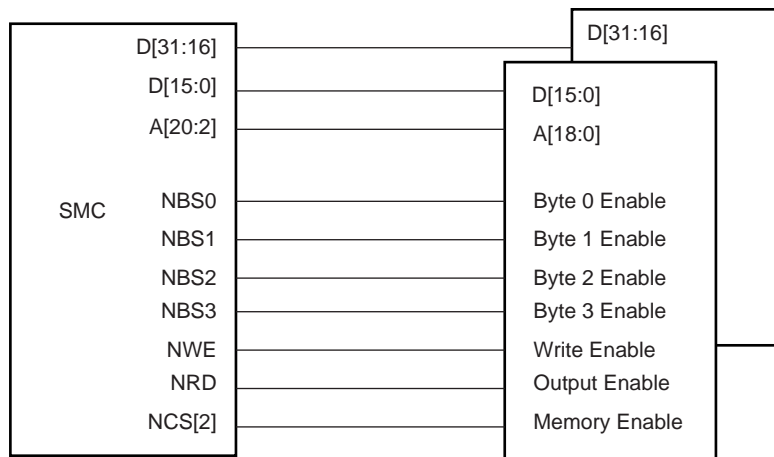 D[31:16] D[31:16]
D[15:0] D[15:0]
A[20:2] A[18:0]
SMC NBS0 Byte 0 Enable
NBS1 Byte 1 Enable
NBS2 Byte 2 Enable
NBS3 Byte 3 Enable
NWE Write Enable
NRD Output Enable
NCS[2] Memory Enable